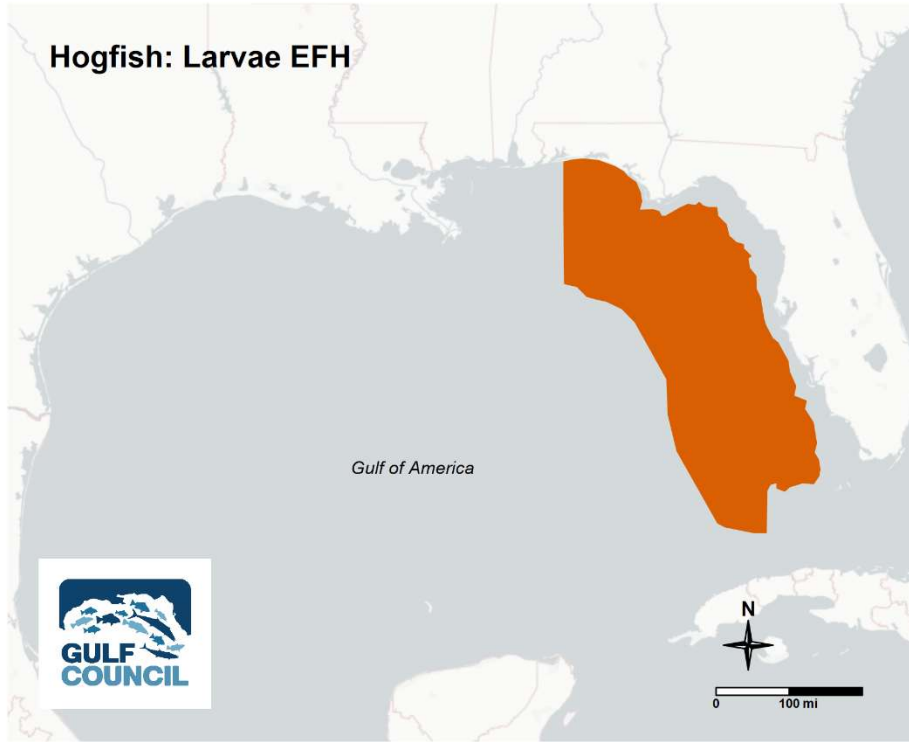 Hogfish: Larvae EFH
Gulf of America
GULF
COUNCIL
N
0 100 mi